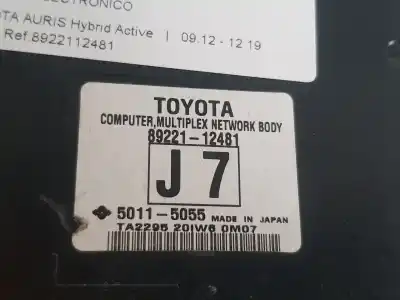 OTA AURIS Hybrid Active | 09.12 - 12.19
Ref.8922112481
TOYOTA
COMPUTER,MULTIPLEX NETWORK BODY
89221-12481
J 7
5011-5055 MADE IN JAPAN
TA2295 20IW6 0M07